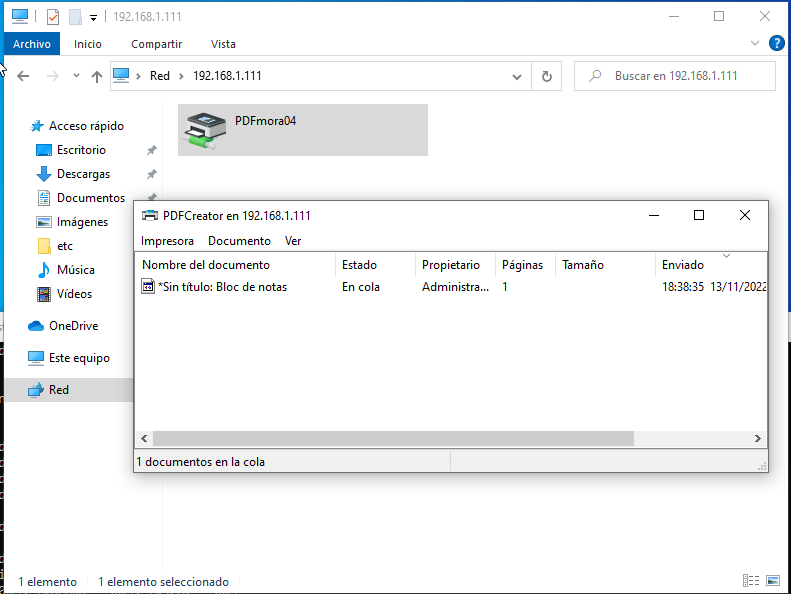 192.168.1.111
Archivo Inicio Compartir Vista
Red 192.168.1.111 Buscar en 192.168.1.111
Acceso rápido
Escritorio
Descargas
Documentos
Imágenes
etc
Música
Vídeos
OneDrive
Este equipo
Red
PDFmora04
PDFCreator en 192.168.1.111
Impresora Documento Ver
Nombre del documento Estado Propietario Páginas Tamaño Enviado
*Sin título: Bloc de notas En cola Administra... 1 18:38:35 13/11/2022
1 documentos en la cola
1 elemento 1 elemento seleccionado